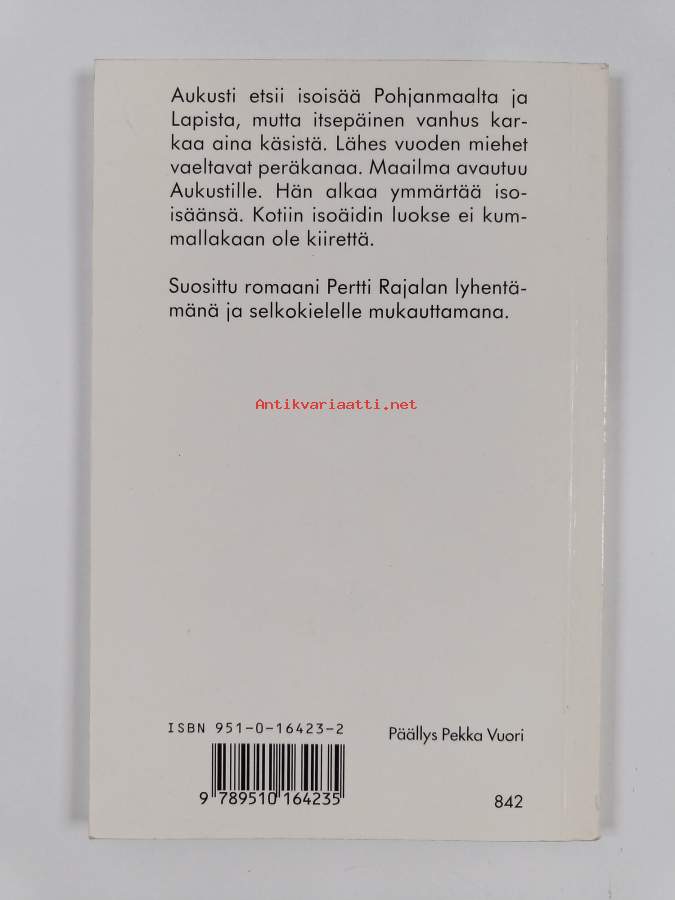 Aukusti etsii isoisää Pohjanmaalta ja
Lapista, mutta itsepäinen vanhus kar-
kaa aina käsistä. Lähes vuoden miehet
vaeltavat peräkanaa. Maailma avautuu
Aukustille. Hän alkaa ymmärtää iso-
isäänsä. Kotiin isoäidin luokse ei kum-
mallakaan ole kiirettä.
Suosittu romaani Pertti Rajalan lyhentä-
mänä ja selkokielelle mukauttamana.
Antikvariaatti.net
ISBN 951-0-16423-2
Päällys Pekka Vuori
9 789510 164235
842